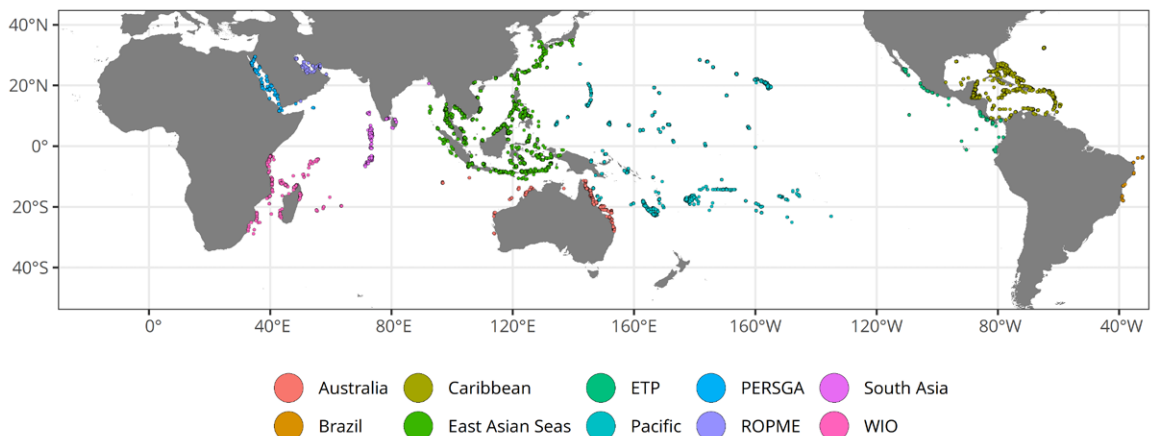 40°N
20°N
0°
20°S
40°S
0° 40°E 80°E 120°E 160°E 160°W 120°W 80°W 40°W
Australia Caribbean ETP PERSGA South Asia
Brazil East Asian Seas Pacific ROPME WIO